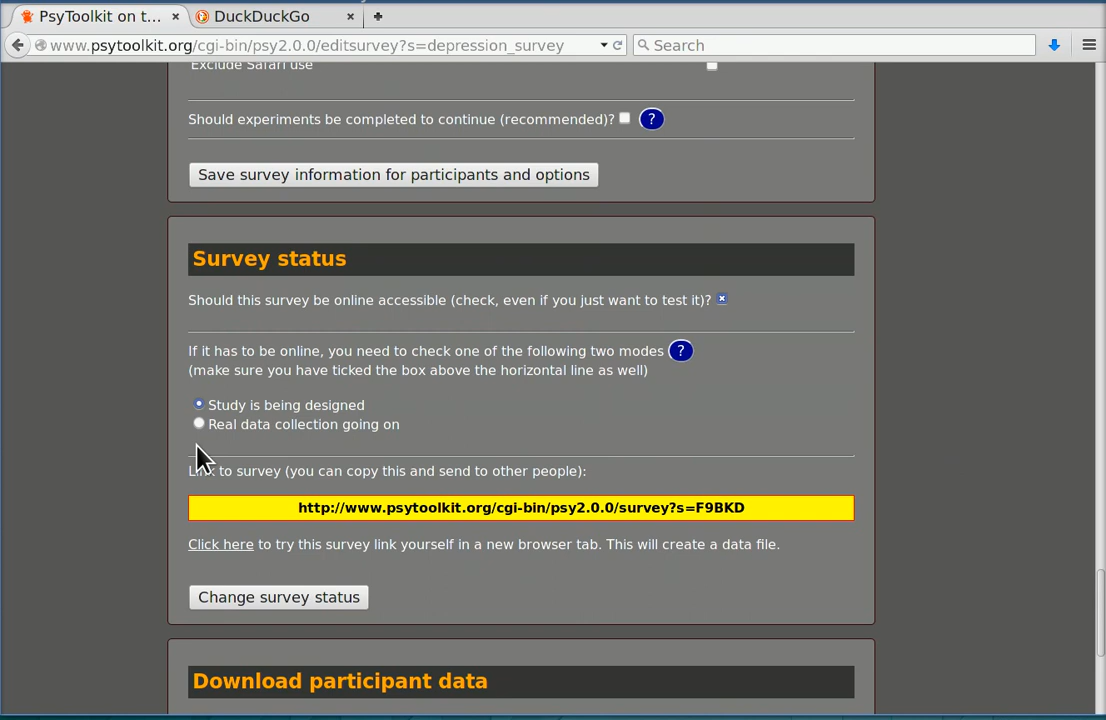 PsyToolkit on t...
DuckDuckGo
www.psytoolkit.org/cgi-bin/psy2.0.0/editsurvey?s=depression_survey
Search
Exclude Safari use
Should experiments be completed to continue (recommended)? ?
Save survey information for participants and options
Survey status
Should this survey be online accessible (check, even if you just want to test it)?
If it has to be online, you need to check one of the following two modes ?
(make sure you have ticked the box above the horizontal line as well)
Study is being designed
Real data collection going on
Link to survey (you can copy this and send to other people):
http://www.psytoolkit.org/cgi-bin/psy2.0.0/survey?s=F9BKD
Click here to try this survey link yourself in a new browser tab. This will create a data file.
Change survey status
Download participant data